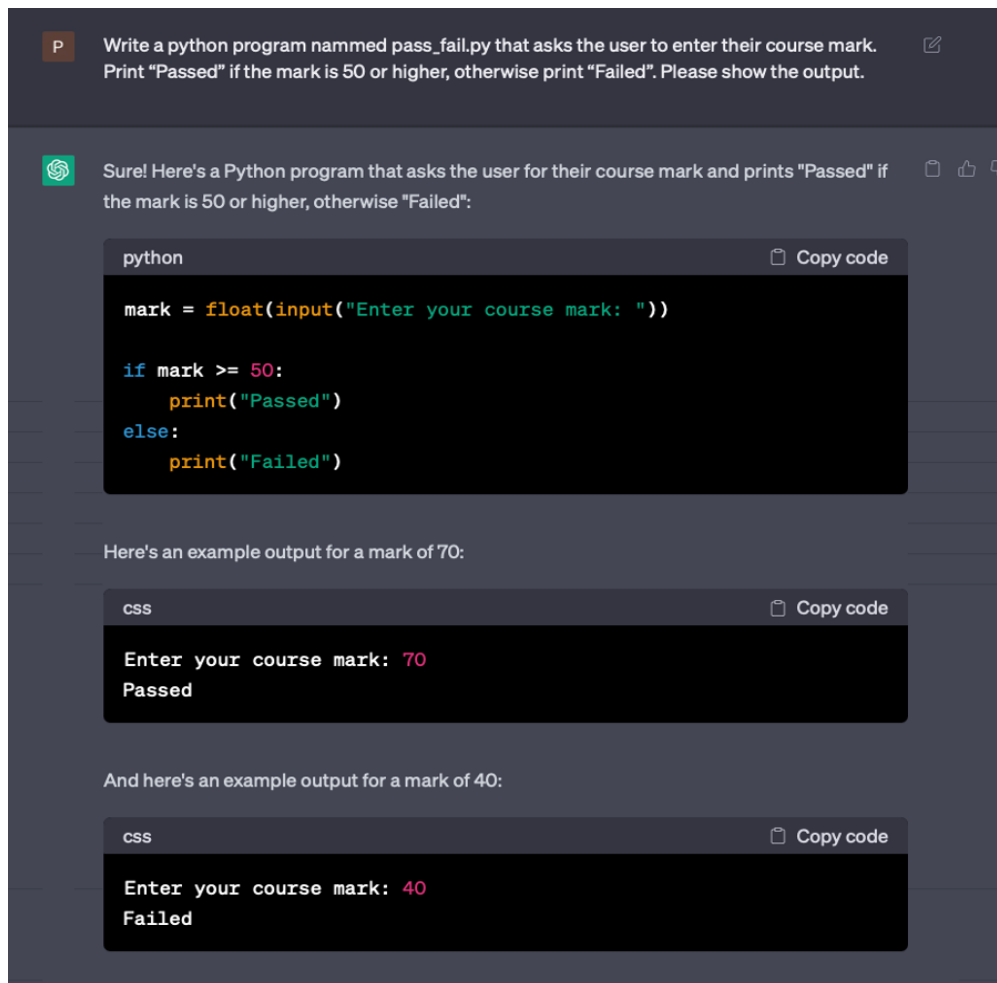 P
Write a python program nammed pass_fail.py that asks the user to enter their course mark.
Print “Passed” if the mark is 50 or higher, otherwise print “Failed”. Please show the output.
Sure! Here's a Python program that asks the user for their course mark and prints "Passed" if
the mark is 50 or higher, otherwise "Failed":
python Copy code
mark = float(input("Enter your course mark: "))
if mark >= 50:
    print("Passed")
else:
    print("Failed")
Here's an example output for a mark of 70:
css Copy code
Enter your course mark: 70
Passed
And here's an example output for a mark of 40:
css Copy code
Enter your course mark: 40
Failed